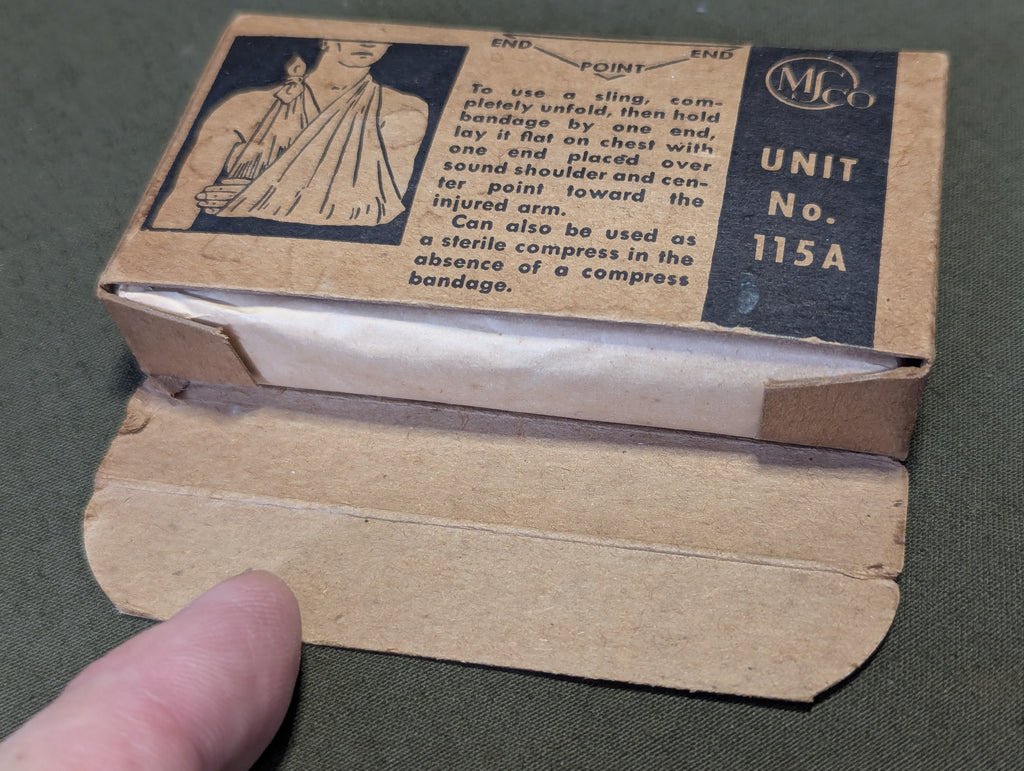 END END
POINT
To use a sling, com-
pletely unfold, then hold
bandage by one end,
lay it flat on chest with
one end placed over
sound shoulder and cen-
ter point toward the
injured arm.
Can also be used as
a sterile compress in the
absence of a compress
bandage.
MSCO
UNIT
No.
115A